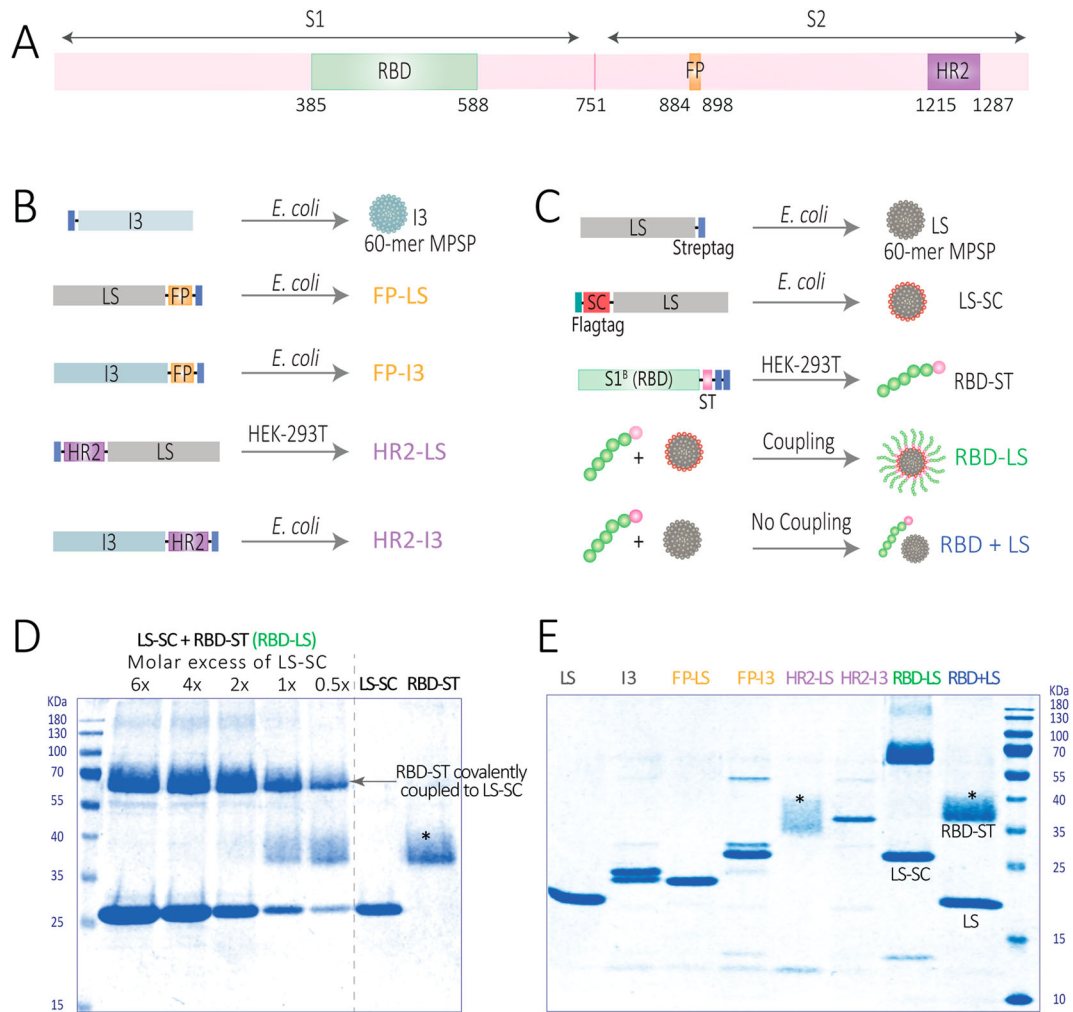 A
S1
S2
RBD
FP
HR2
385
588
751
884
898
1215
1287
B
I3
E. coli
I3
60-mer MPSP
LS
FP
E. coli
FP-LS
I3
FP
E. coli
FP-I3
HR2
LS
HEK-293T
HR2-LS
I3
HR2
E. coli
HR2-I3
C
LS
Streptag
E. coli
LS
60-mer MPSP
SC
LS
Flagtag
E. coli
LS-SC
S1ᴮ (RBD)
ST
HEK-293T
RBD-ST
+
Coupling
RBD-LS
+
No Coupling
RBD + LS
D
LS-SC + RBD-ST (RBD-LS)
Molar excess of LS-SC
6x 4x 2x 1x 0.5x LS-SC RBD-ST
KDa
180
130
100
70
55
40
35
25
15
RBD-ST covalently
coupled to LS-SC
*
E
LS I3 FP-LS FP-I3 HR2-LS HR2-I3 RBD-LS RBD+LS
KDa
180
130
100
70
55
40
35
25
15
10
*
*
RBD-ST
LS-SC
LS